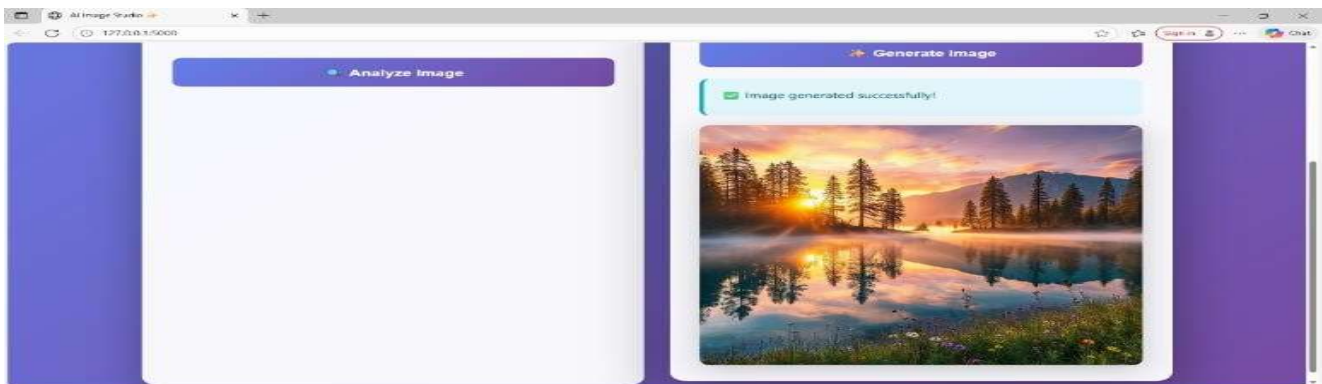 AI Image Studio ✨
127.0.0.1:5000
Sign in
Chat
🔍 Analyze Image
✨ Generate Image
✅ Image generated successfully!